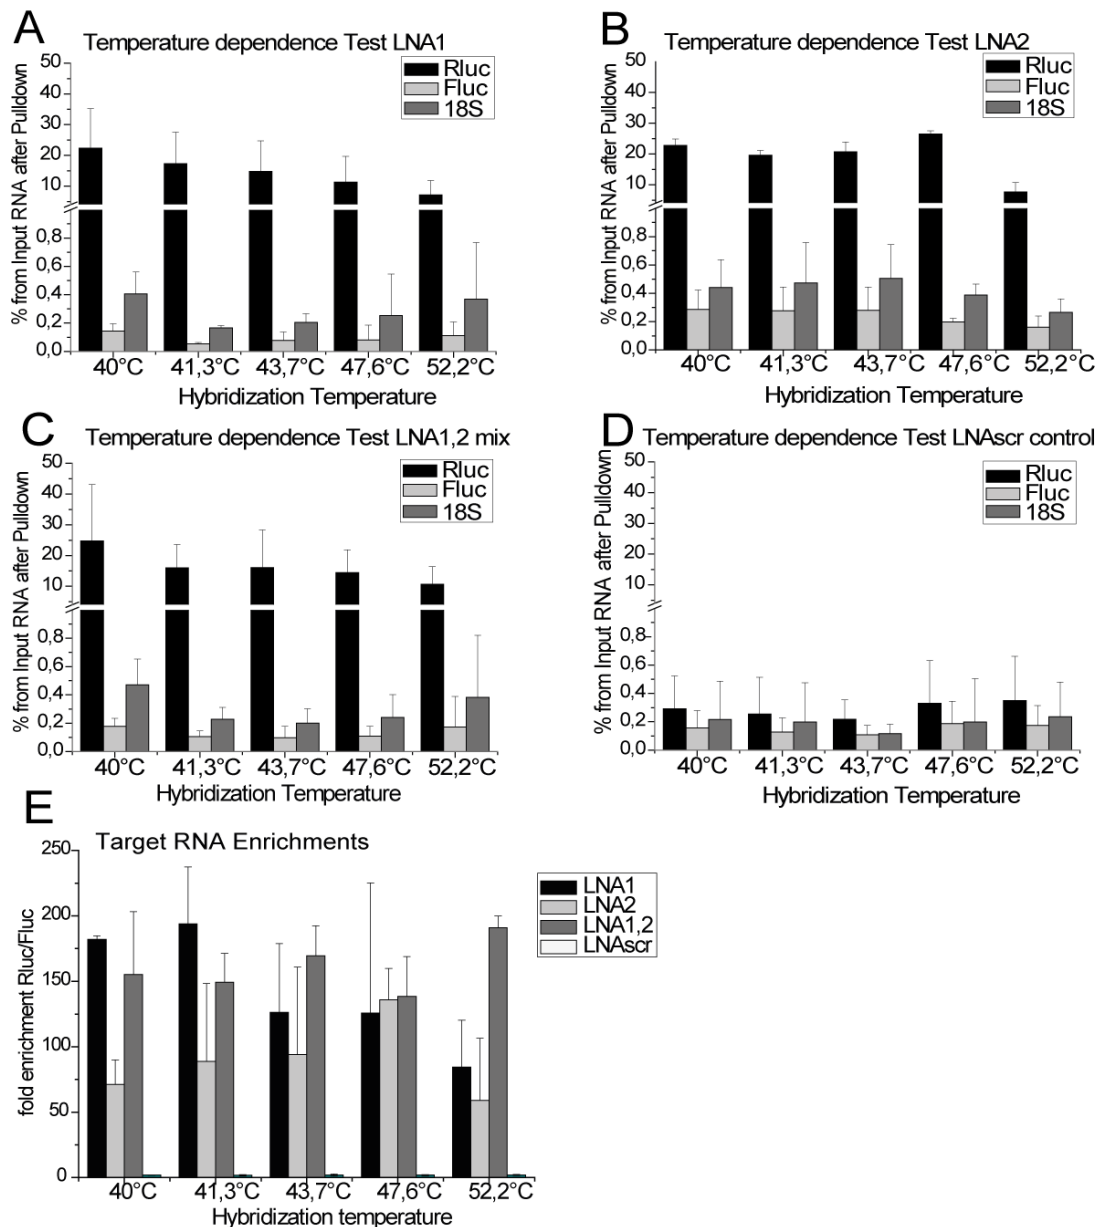 A
Temperature dependence Test LNA1
% from Input RNA after Pulldown
50
40
30
20
10
0,8
0,6
0,4
0,2
0,0
Rluc
Fluc
18S
40°C 41,3°C 43,7°C 47,6°C 52,2°C
Hybridization Temperature
B
Temperature dependence Test LNA2
% from Input RNA after Pulldown
50
40
30
20
10
0,8
0,6
0,4
0,2
0,0
Rluc
Fluc
18S
40°C 41,3°C 43,7°C 47,6°C 52,2°C
Hybridization Temperature
C
Temperature dependence Test LNA1,2 mix
% from Input RNA after Pulldown
50
40
30
20
10
0,8
0,6
0,4
0,2
0,0
Rluc
Fluc
18S
40°C 41,3°C 43,7°C 47,6°C 52,2°C
Hybridization Temperature
D
Temperature dependence Test LNAscr control
% from Input RNA after Pulldown
50
40
30
20
10
0,8
0,6
0,4
0,2
0,0
Rluc
Fluc
18S
40°C 41,3°C 43,7°C 47,6°C 52,2°C
Hybridization Temperature
E
Target RNA Enrichments
fold enrichment Rluc/Fluc
250
200
150
100
50
0
LNA1
LNA2
LNA1,2
LNAscr
40°C 41,3°C 43,7°C 47,6°C 52,2°C
Hybridization temperature